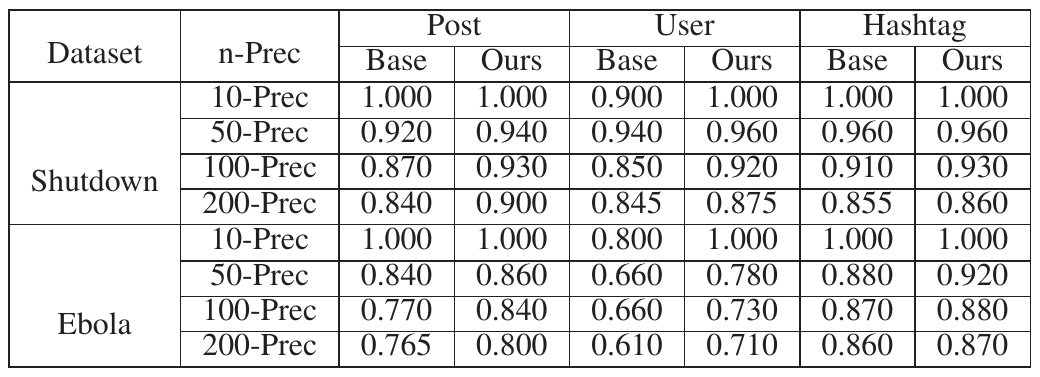 Dataset n-Prec Post User Hashtag
Base Ours Base Ours Base Ours
Shutdown 10-Prec 1.000 1.000 0.900 1.000 1.000 1.000
50-Prec 0.920 0.940 0.940 0.960 0.960 0.960
100-Prec 0.870 0.930 0.850 0.920 0.910 0.930
200-Prec 0.840 0.900 0.845 0.875 0.855 0.860
Ebola 10-Prec 1.000 1.000 0.800 1.000 1.000 1.000
50-Prec 0.840 0.860 0.660 0.780 0.880 0.920
100-Prec 0.770 0.840 0.660 0.730 0.870 0.880
200-Prec 0.765 0.800 0.610 0.710 0.860 0.870